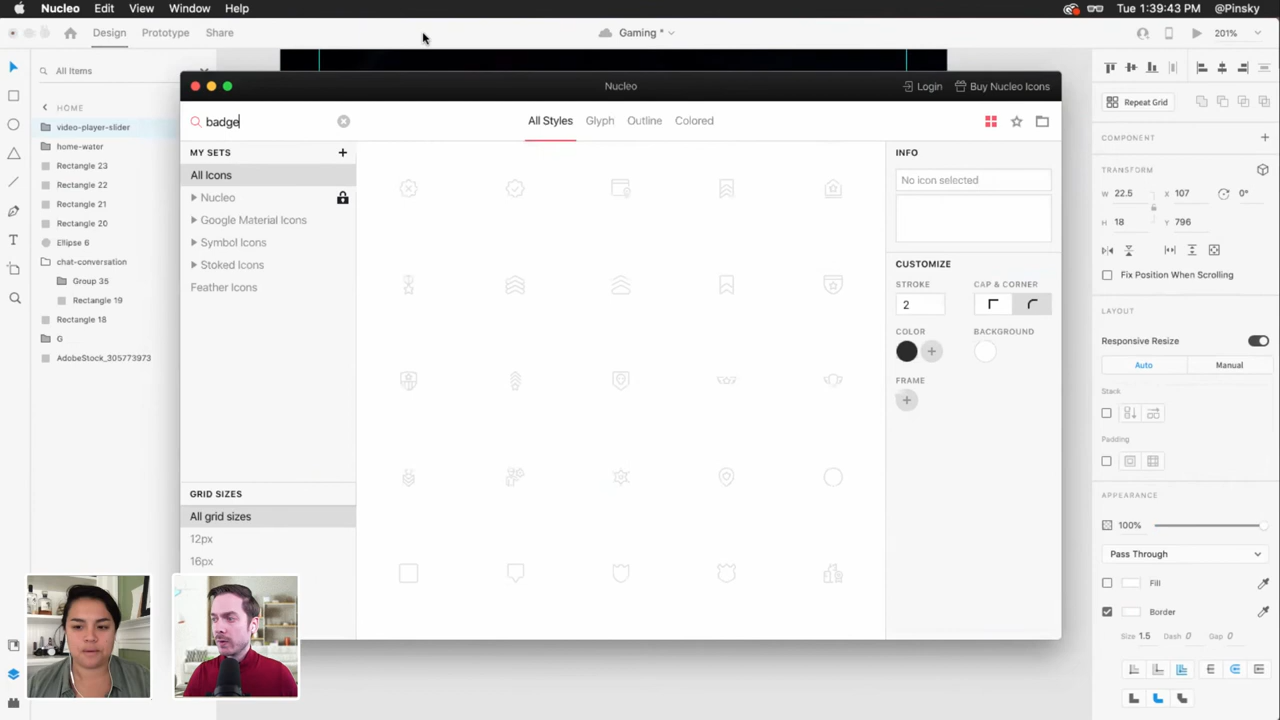 Nucleo Edit View Window Help
Tue 1:39:43 PM @Pinsky
Design Prototype Share
Gaming *
201%
All Items
HOME
video-player-slider
home-water
Rectangle 23
Rectangle 22
Rectangle 21
Rectangle 20
Ellipse 6
chat-conversation
Group 35
Rectangle 19
Rectangle 18
G
AdobeStock_305773973
Nucleo
Login
Buy Nucleo Icons
badge
All Styles Glyph Outline Colored
MY SETS
All Icons
Nucleo
Google Material Icons
Symbol Icons
Stoked Icons
Feather Icons
GRID SIZES
All grid sizes
12px
16px
INFO
No icon selected
CUSTOMIZE
STROKE
2
CAP & CORNER
COLOR
BACKGROUND
FRAME
Repeat Grid
COMPONENT
TRANSFORM
W 22.5 X 107 0°
H 18 Y 796
Fix Position When Scrolling
LAYOUT
Responsive Resize
Auto Manual
Stack
Padding
APPEARANCE
100%
Pass Through
Fill
Border
Size 1.5 Dash 0 Gap 0